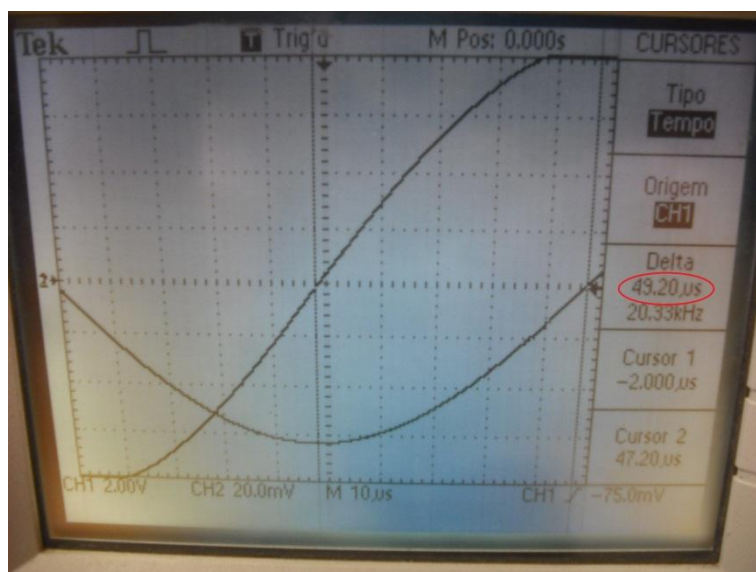 Tek T Trig'd M Pos: 0.000s CURSORES
Tipo
Tempo
Origem
CH1
Delta
49.20µs
20.33kHz
Cursor 1
-2.000µs
Cursor 2
47.20µs
2
CH1 2.00V CH2 20.0mV M 10µs CH1 / -75.0mV